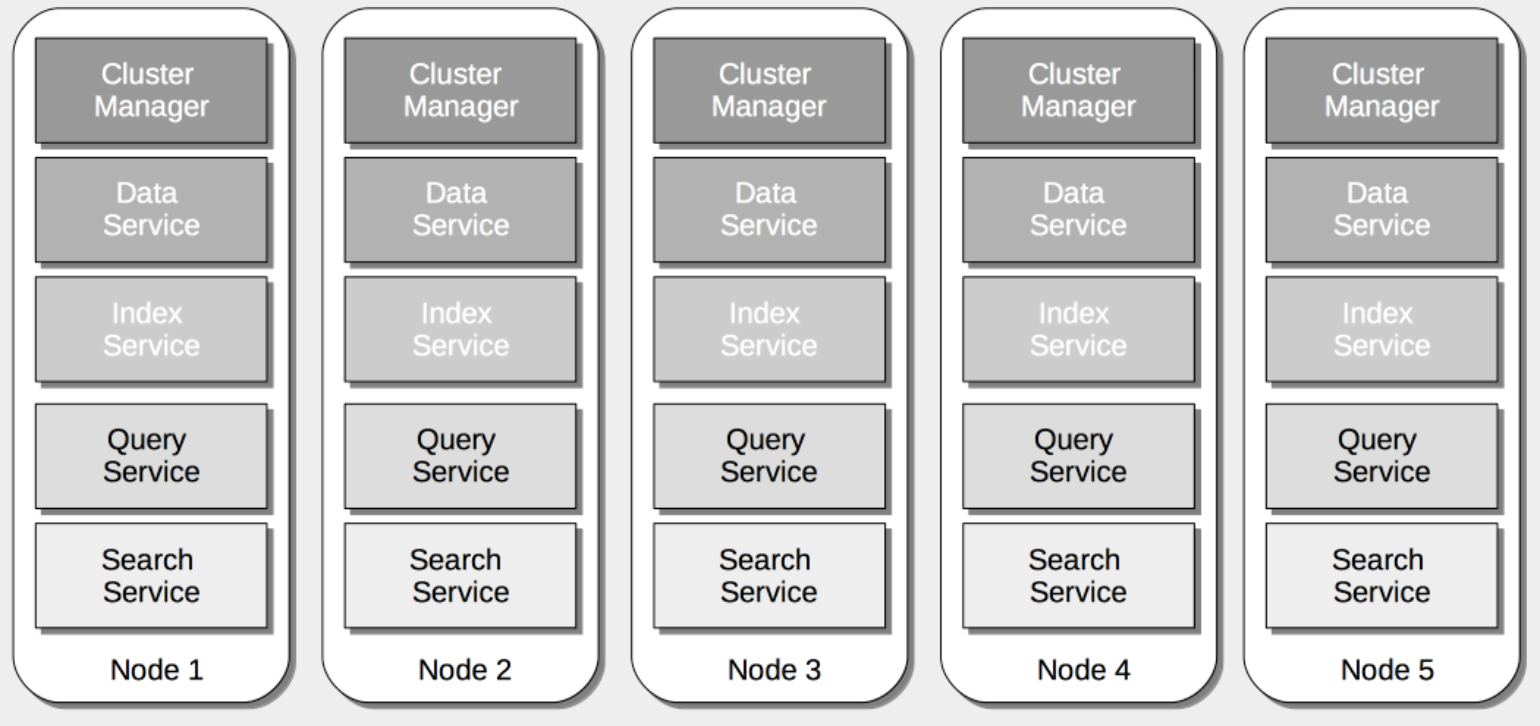 Cluster
Manager
Data
Service
Index
Service
Query
Service
Search
Service
Node 1
Cluster
Manager
Data
Service
Index
Service
Query
Service
Search
Service
Node 2
Cluster
Manager
Data
Service
Index
Service
Query
Service
Search
Service
Node 3
Cluster
Manager
Data
Service
Index
Service
Query
Service
Search
Service
Node 4
Cluster
Manager
Data
Service
Index
Service
Query
Service
Search
Service
Node 5